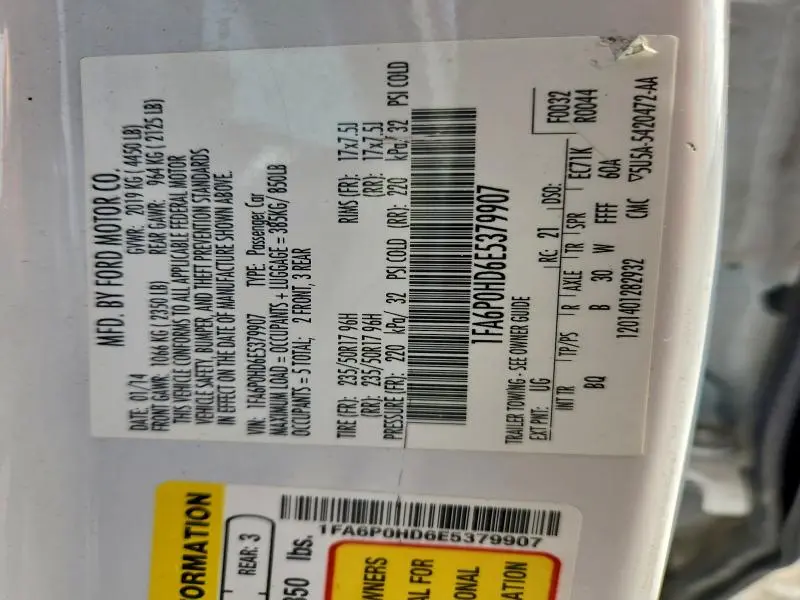 MFD. BY FORD MOTOR CO.
DATE: 01/14 GVWR: 2019 KG (4450 LB)
FRONT GAWR: 1066 KG (2350 LB) REAR GAWR: 964 KG (2125 LB)
THIS VEHICLE CONFORMS TO ALL APPLICABLE FEDERAL MOTOR
VEHICLE SAFETY, BUMPER, AND THEFT PREVENTION STANDARDS
IN EFFECT ON THE DATE OF MANUFACTURE SHOWN ABOVE.
VIN: 1FA6P0HD6E5379907 TYPE: Passenger Car
MAXIMUM LOAD = OCCUPANTS + LUGGAGE = 385KG/ 850LB
OCCUPANTS = 5 TOTAL; 2 FRONT, 3 REAR
TIRE (FR): 235/50R17 96H RIMS (FR): 17x7.5J
(RR): 235/50R17 96H (RR): 17x7.5J
PRESSURE (FR): 220 kPa/ 32 PSI COLD (RR): 220 kPa/ 32 PSI COLD
1FA6P0HD6E5379907
TRAILER TOWING - SEE OWNER GUIDE F0032
EXT PNT: UG RC: 21 DSO: R0044
INT TR TP/PS R AXLE TR SPR EC71K
BQ B 30 W FFFF 60A
1201401282932 CMC ▽5U5A-5420472-AA
ORMATION
REAR: 3
850 lbs.
1FA6P0HD6E5379907
WNERS
AL FOR
IONAL
ATION